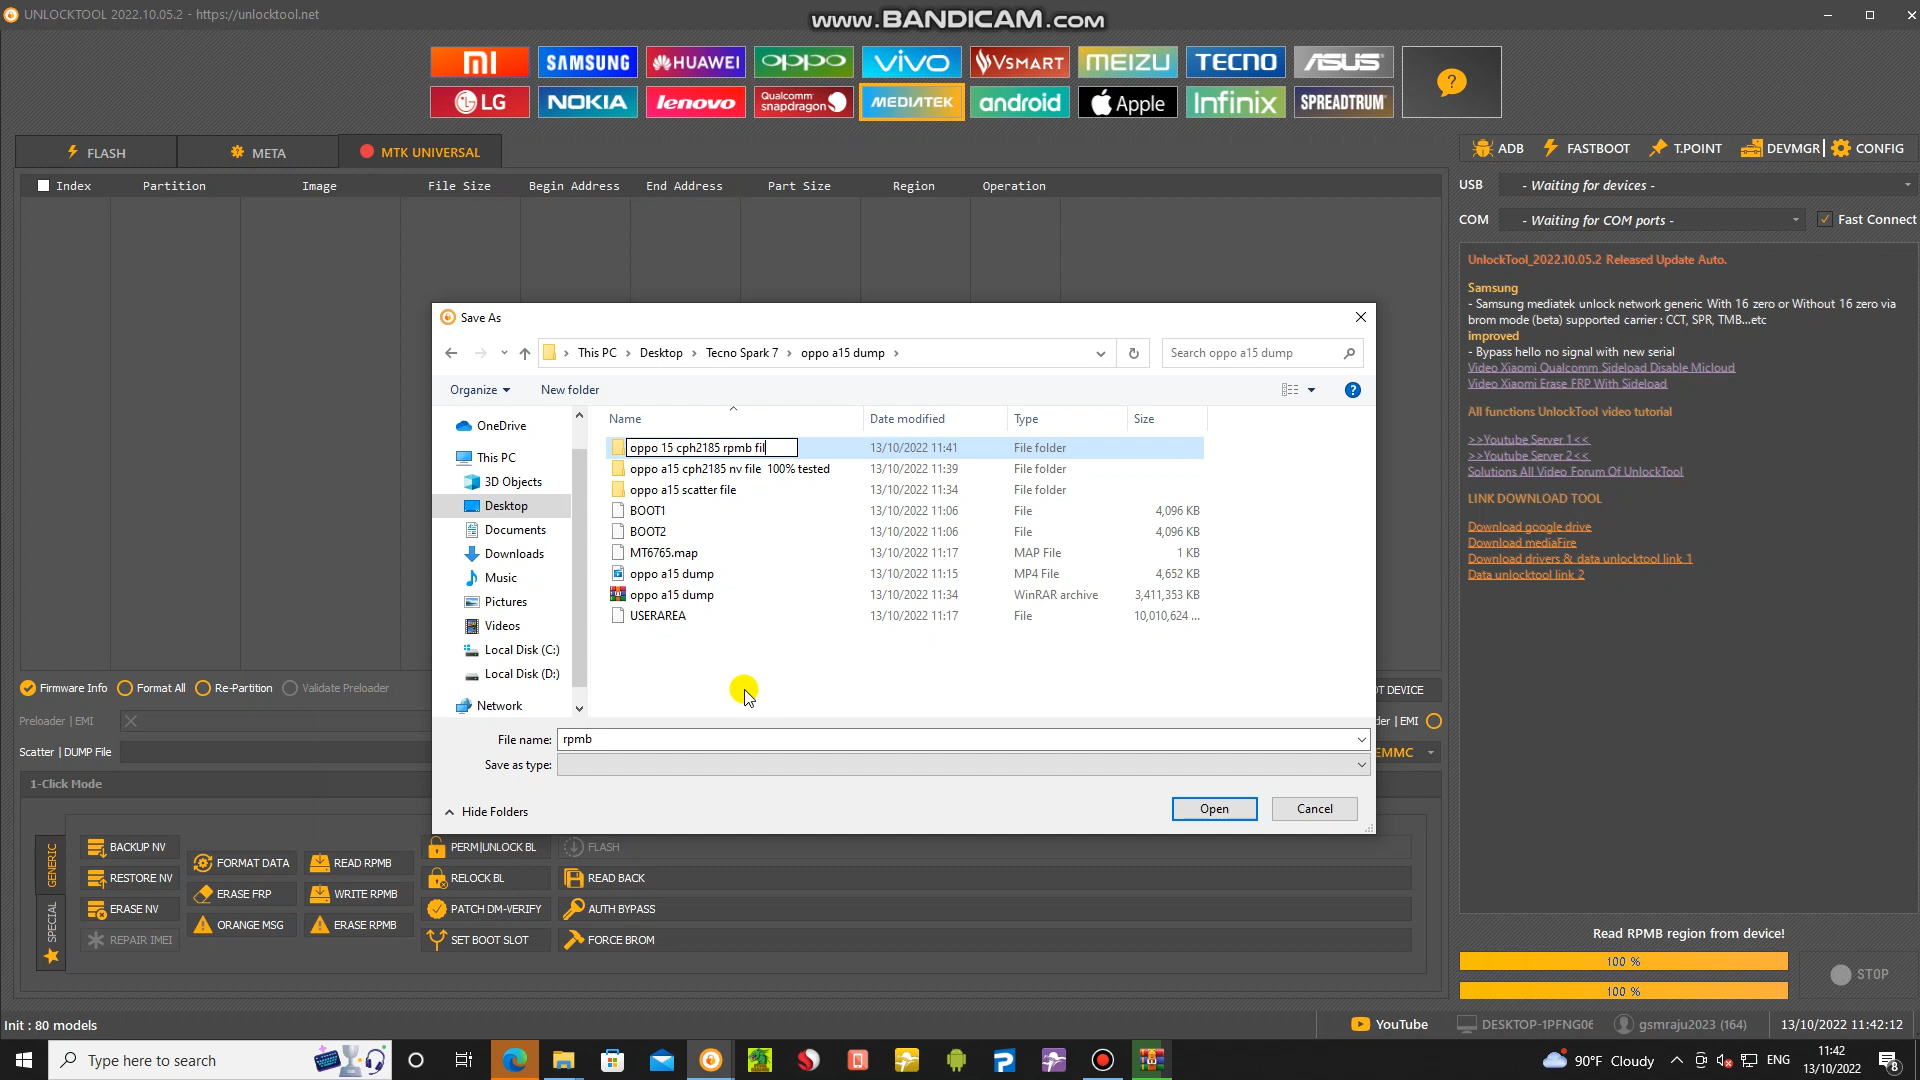 UNLOCKTOOL 2022.10.05.2 - https://unlocktool.net
www.BANDICAM.com
mi
SAMSUNG
HUAWEI
oppo
vivo
VSMART
MEIZU
TECNO
ASUS
?
LG
NOKIA
lenovo
Qualcomm
snapdragon
MEDIATEK
android
Apple
Infinix
SPREADTRUM
FLASH
META
MTK UNIVERSAL
ADB
FASTBOOT
T.POINT
DEVMGR
CONFIG
Index
Partition
Image
File Size
Begin Address
End Address
Part Size
Region
Operation
USB
- Waiting for devices -
COM
- Waiting for COM ports -
Fast Connect
UnlockTool_2022.10.05.2 Released Update Auto.
Samsung
- Samsung mediatek unlock network generic With 16 zero or Without 16 zero via
brom mode (beta) supported carrier : CCT, SPR, TMB...etc
improved
- Bypass hello no signal with new serial
Video Xiaomi Qualcomm Sideload Disable Micloud
Video Xiaomi Erase FRP With Sideload
All functions UnlockTool video tutorial
>>Youtube Server 1<<
>>Youtube Server 2<<
Solutions All Video Forum Of UnlockTool
LINK DOWNLOAD TOOL
Download google drive
Download mediaFire
Download drivers & data unlocktool link 1
Data unlocktool link 2
Save As
This PC > Desktop > Tecno Spark 7 > oppo a15 dump >
Search oppo a15 dump
Organize
New folder
Name
Date modified
Type
Size
OneDrive
This PC
3D Objects
Desktop
Documents
Downloads
Music
Pictures
Videos
Local Disk (C:)
Local Disk (D:)
Network
oppo 15 cph2185 rpmb fil 13/10/2022 11:41 File folder
oppo a15 cph2185 nv file 100% tested 13/10/2022 11:39 File folder
oppo a15 scatter file 13/10/2022 11:34 File folder
BOOT1 13/10/2022 11:06 File 4,096 KB
BOOT2 13/10/2022 11:06 File 4,096 KB
MT6765.map 13/10/2022 11:17 MAP File 1 KB
oppo a15 dump 13/10/2022 11:15 MP4 File 4,652 KB
oppo a15 dump 13/10/2022 11:34 WinRAR archive 3,411,353 KB
USERAREA 13/10/2022 11:17 File 10,010,624 ...
File name: rpmb
Save as type:
Hide Folders
Open
Cancel
Firmware Info
Format All
Re-Partition
Validate Preloader
OT DEVICE
Preloader | EMI
der | EMI
Scatter | DUMP File
EMMC
1-Click Mode
GENERIC
SPECIAL
BACKUP NV
RESTORE NV
ERASE NV
REPAIR IMEI
FORMAT DATA
ERASE FRP
ORANGE MSG
READ RPMB
WRITE RPMB
ERASE RPMB
PERM|UNLOCK BL
RELOCK BL
PATCH DM-VERIFY
SET BOOT SLOT
FLASH
READ BACK
AUTH BYPASS
FORCE BROM
Read RPMB region from device!
100 %
100 %
STOP
Init : 80 models
YouTube
DESKTOP-1PFNG06
gsmraju2023 (164)
13/10/2022 11:42:12
Type here to search
90°F Cloudy
ENG
11:42
13/10/2022
8